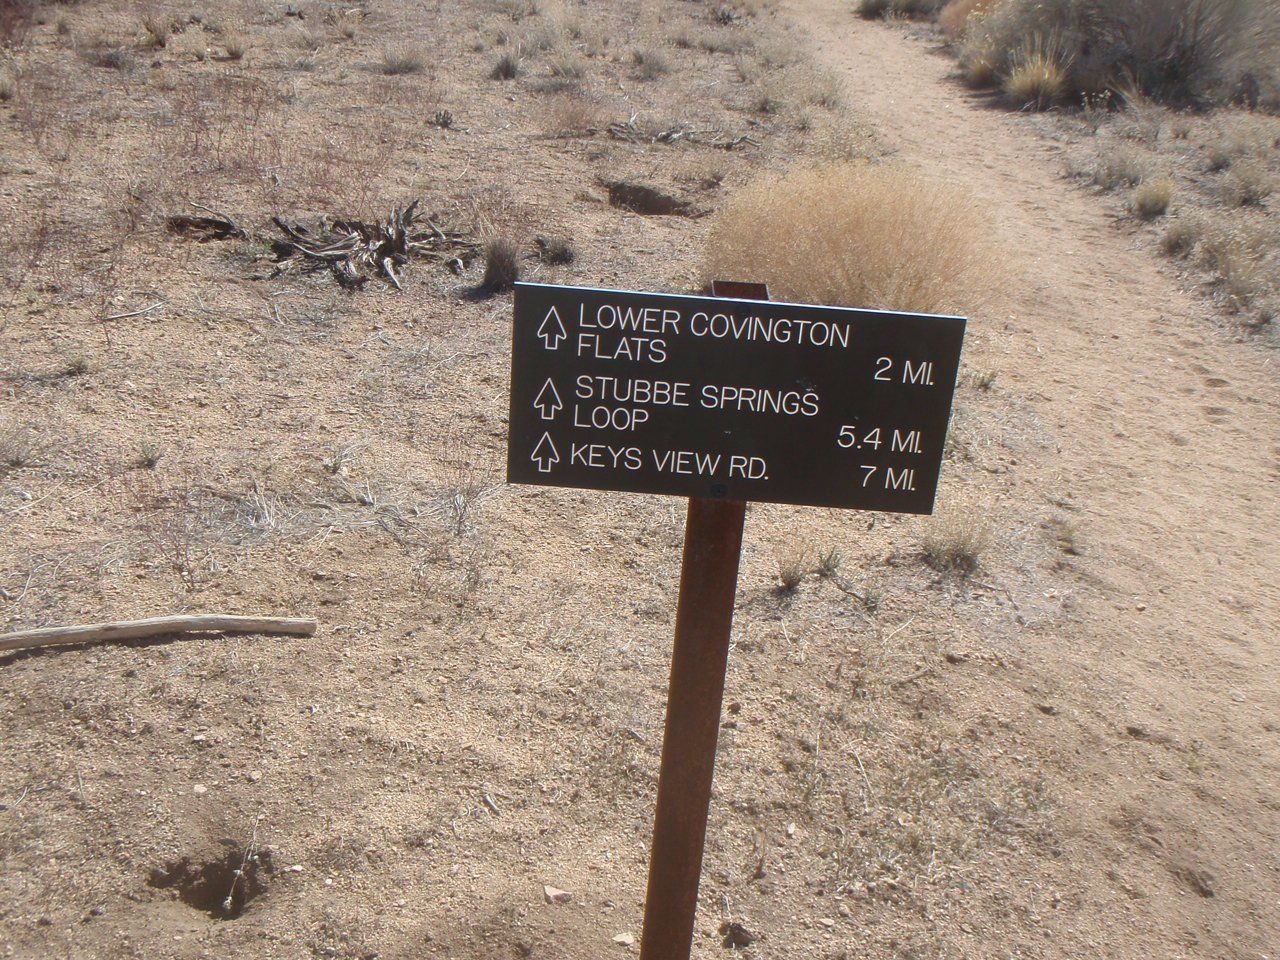 LOWER COVINGTON
FLATS 2 MI.
STUBBE SPRINGS
LOOP 5.4 MI.
KEYS VIEW RD. 7 MI.